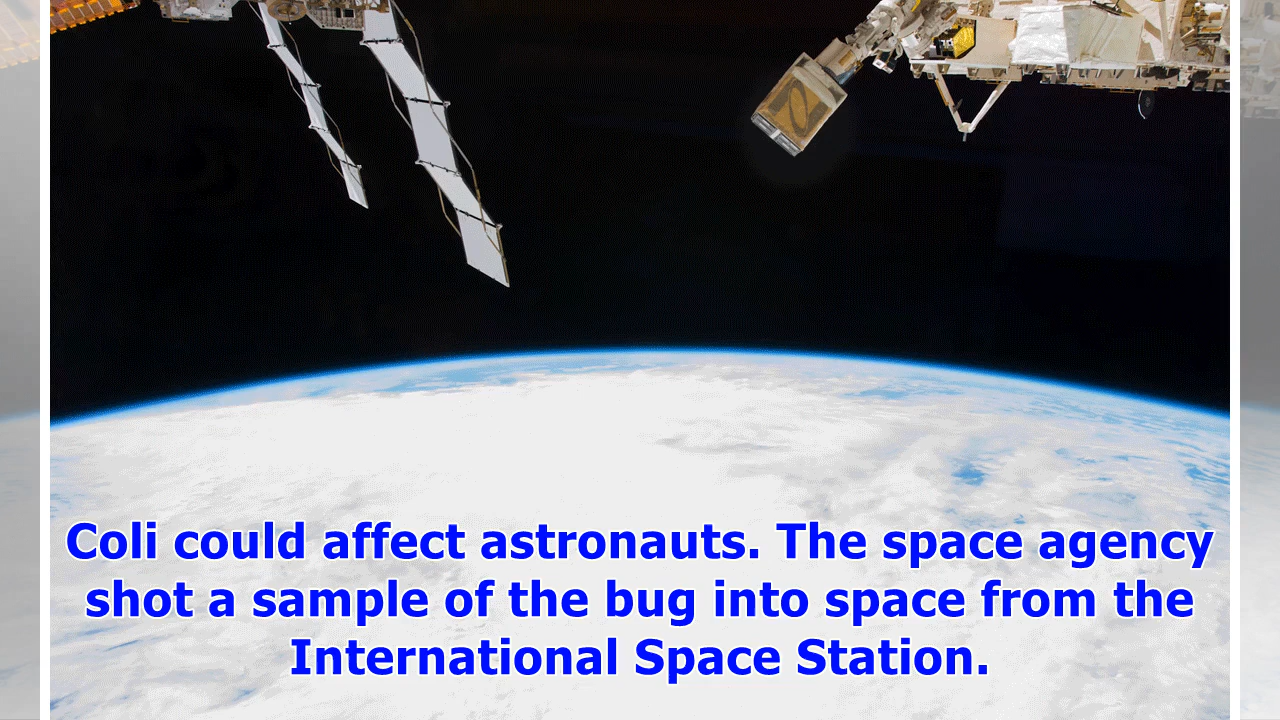 Coli could affect astronauts. The space agency
shot a sample of the bug into space from the
International Space Station.